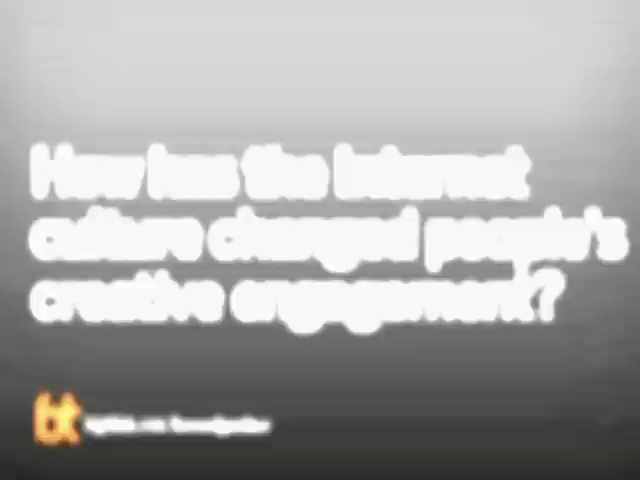 How has the Internet
culture changed people's
creative engagement?
bt